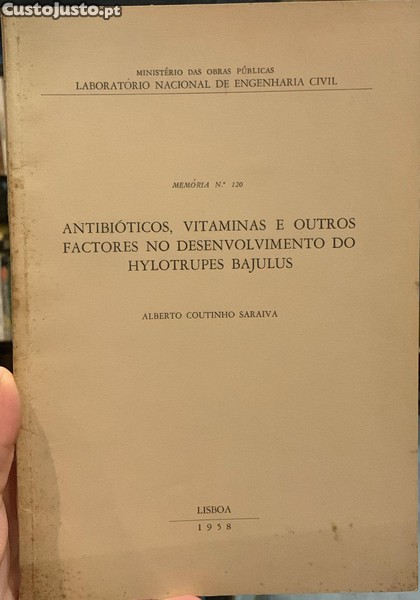 Custojusto.pt
MINISTÉRIO DAS OBRAS PÚBLICAS
LABORATÓRIO NACIONAL DE ENGENHARIA CIVIL
MEMÓRIA N.º 120
ANTIBIÓTICOS, VITAMINAS E OUTROS
FACTORES NO DESENVOLVIMENTO DO
HYLOTRUPES BAJULUS
ALBERTO COUTINHO SARAIVA
LISBOA
1958